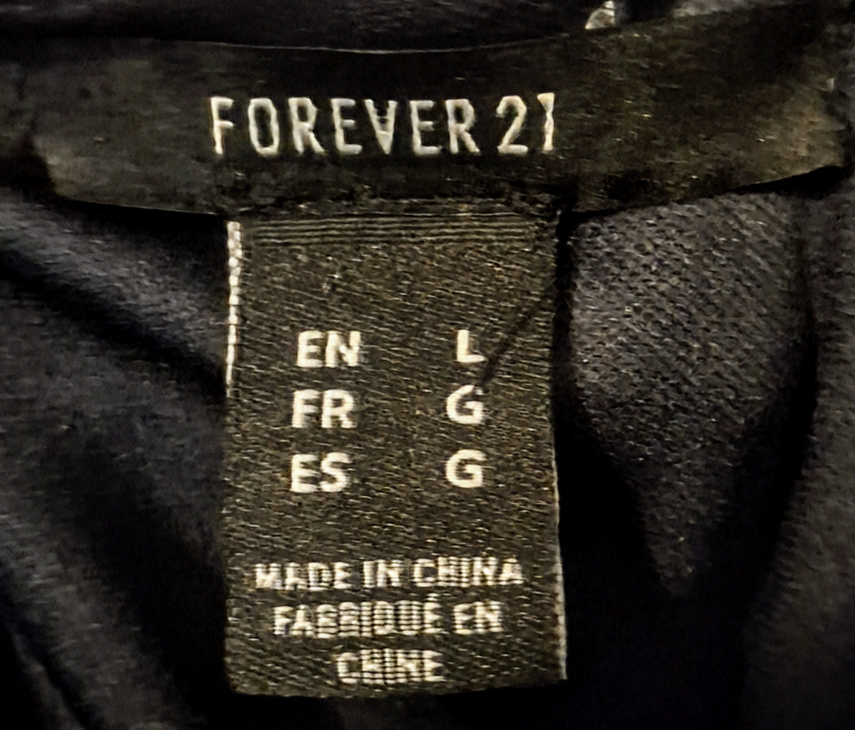 FOREVER 21
EN L
FR G
ES G
MADE IN CHINA
FABRIQUÉ EN
CHINE